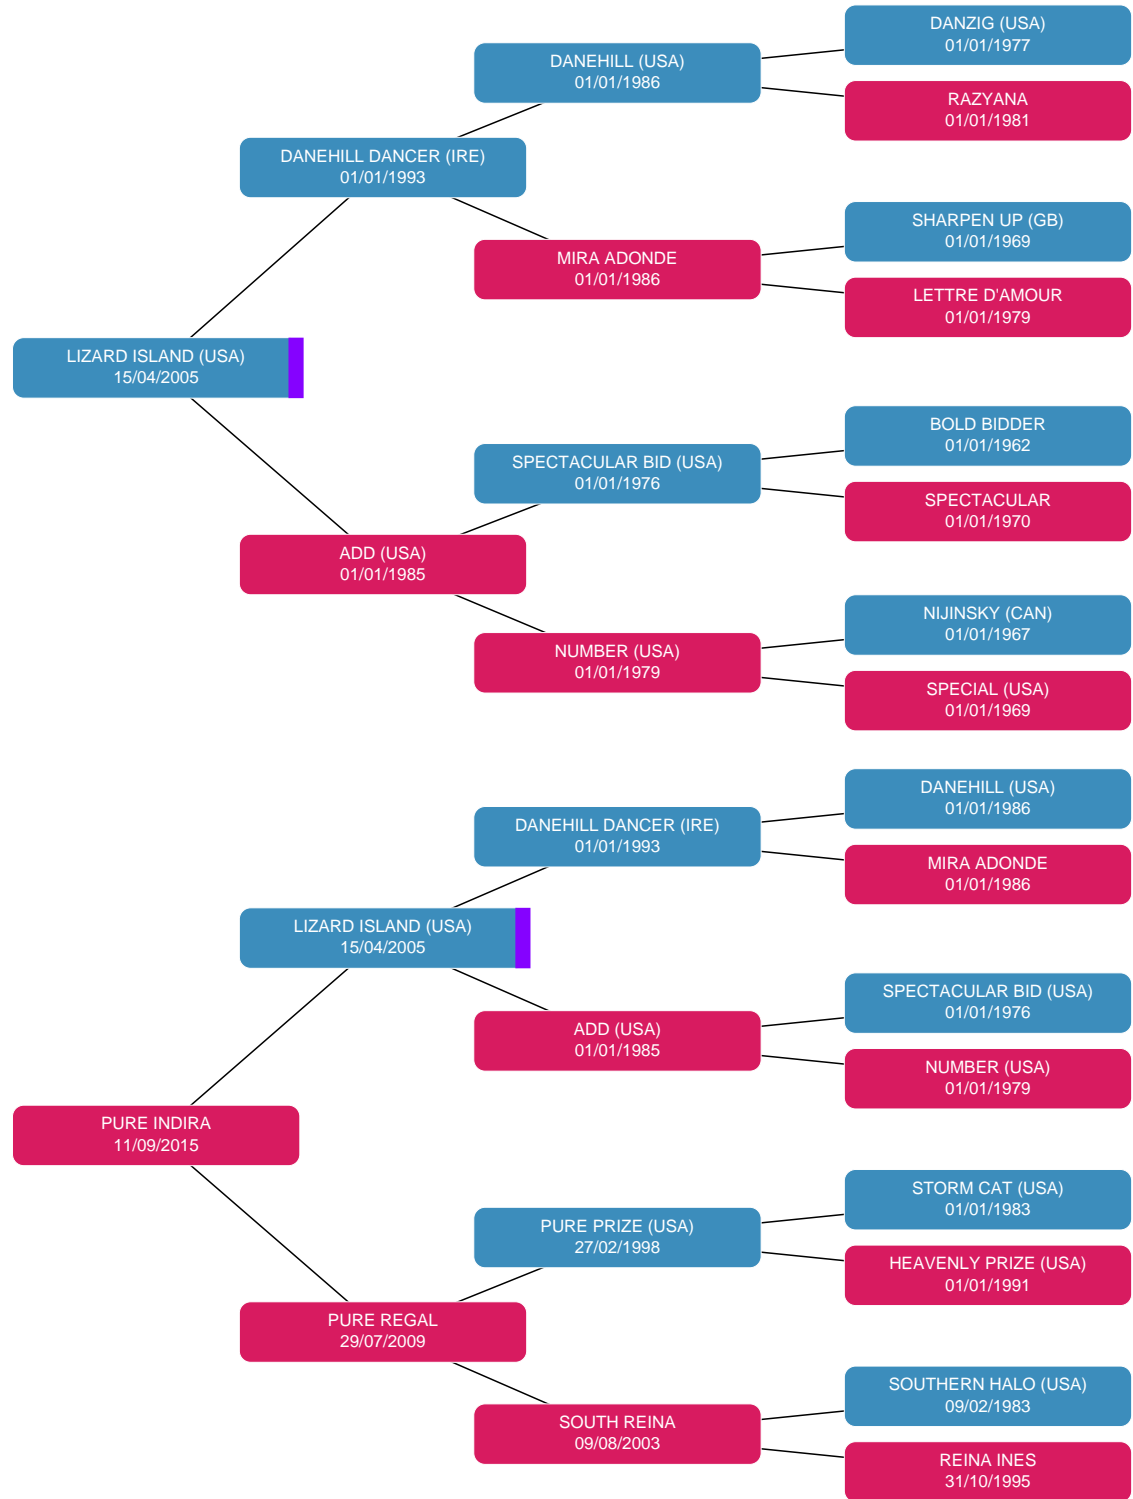 DANZIG (USA)
01/01/1977
DANEHILL (USA)
01/01/1986
RAZYANA
01/01/1981
DANEHILL DANCER (IRE)
01/01/1993
SHARPEN UP (GB)
01/01/1969
MIRA ADONDE
01/01/1986
LETTRE D'AMOUR
01/01/1979
LIZARD ISLAND (USA)
15/04/2005
BOLD BIDDER
01/01/1962
SPECTACULAR BID (USA)
01/01/1976
SPECTACULAR
01/01/1970
ADD (USA)
01/01/1985
NIJINSKY (CAN)
01/01/1967
NUMBER (USA)
01/01/1979
SPECIAL (USA)
01/01/1969
DANEHILL (USA)
01/01/1986
DANEHILL DANCER (IRE)
01/01/1993
MIRA ADONDE
01/01/1986
LIZARD ISLAND (USA)
15/04/2005
SPECTACULAR BID (USA)
01/01/1976
ADD (USA)
01/01/1985
NUMBER (USA)
01/01/1979
PURE INDIRA
11/09/2015
STORM CAT (USA)
01/01/1983
PURE PRIZE (USA)
27/02/1998
HEAVENLY PRIZE (USA)
01/01/1991
PURE REGAL
29/07/2009
SOUTHERN HALO (USA)
09/02/1983
SOUTH REINA
09/08/2003
REINA INES
31/10/1995